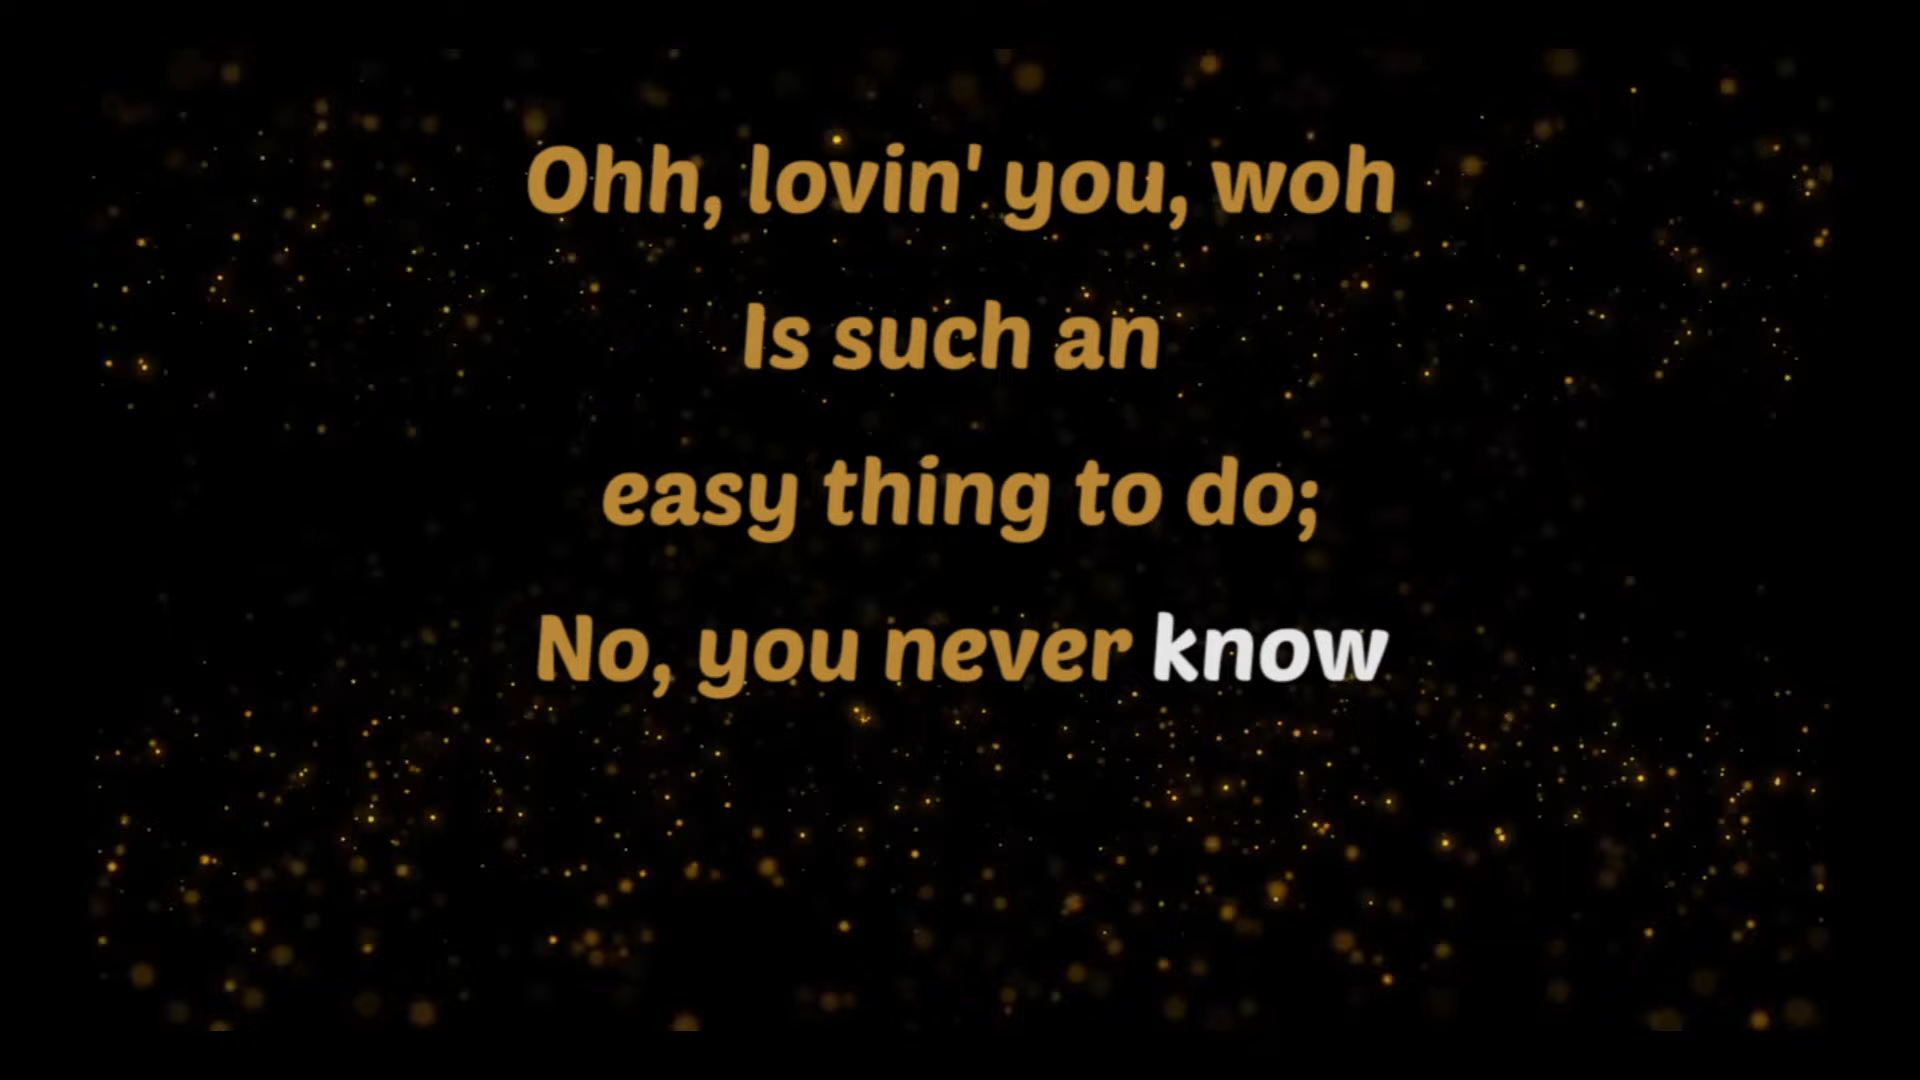 Ohh, lovin' you, woh
Is such an
easy thing to do;
No, you never know